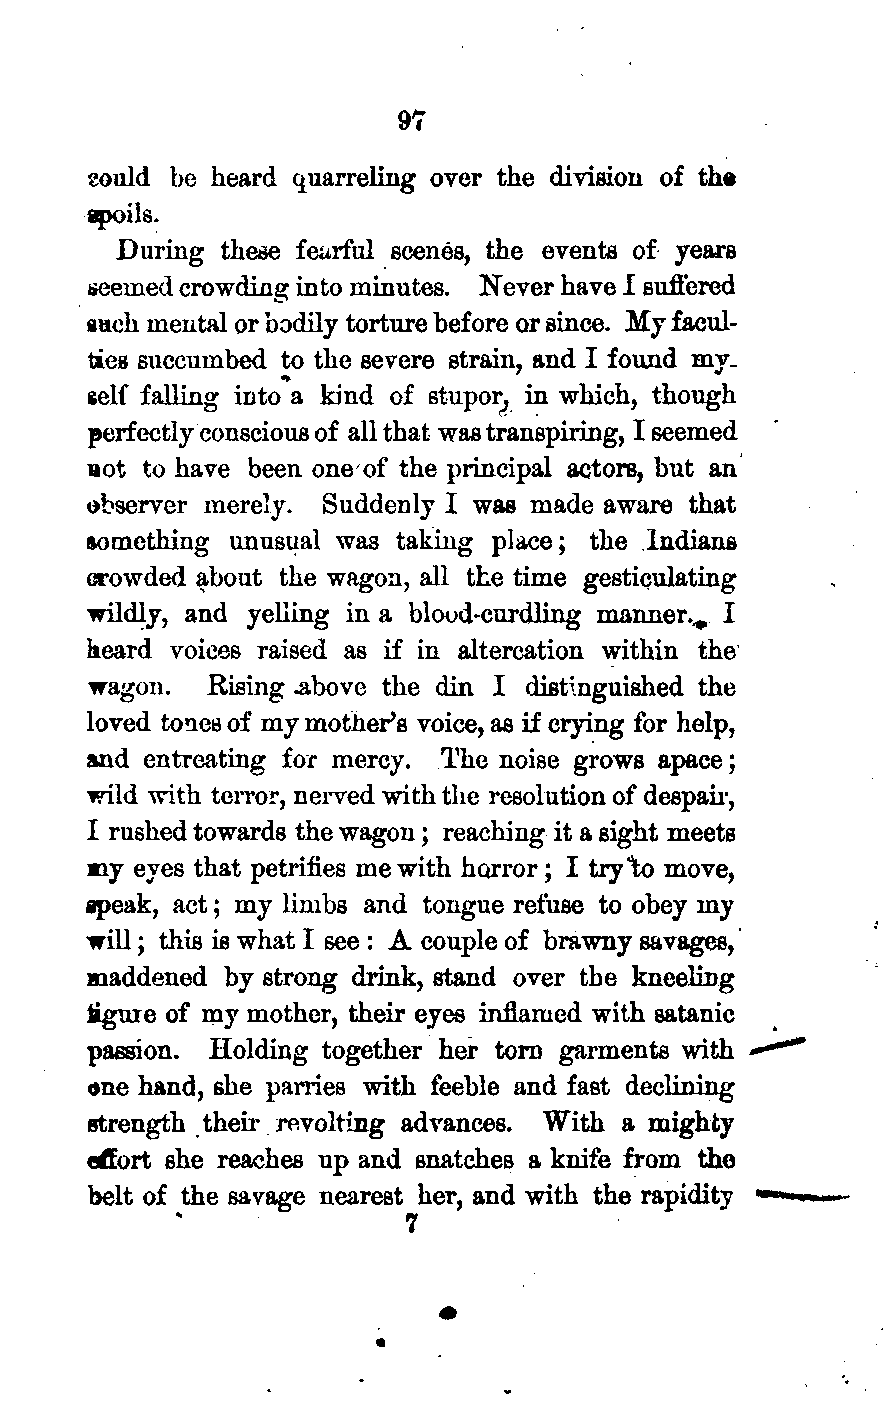 97
could be heard quarreling over the division of the
spoils.
During these fearful scenes, the events of years
seemed crowding into minutes. Never have I suffered
such mental or bodily torture before or since. My facul-
ties succumbed to the severe strain, and I found my-
self falling into a kind of stupor, in which, though
perfectly conscious of all that was transpiring, I seemed
not to have been one of the principal actors, but an
observer merely. Suddenly I was made aware that
something unusual was taking place; the Indians
crowded about the wagon, all the time gesticulating
wildly, and yelling in a blood-curdling manner. I
heard voices raised as if in altercation within the
wagon. Rising above the din I distinguished the
loved tones of my mother's voice, as if crying for help,
and entreating for mercy. The noise grows apace;
wild with terror, nerved with the resolution of despair,
I rushed towards the wagon; reaching it a sight meets
my eyes that petrifies me with horror; I try to move,
speak, act; my limbs and tongue refuse to obey my
will; this is what I see: A couple of brawny savages,
maddened by strong drink, stand over the kneeling
figure of my mother, their eyes inflamed with satanic
passion. Holding together her torn garments with
one hand, she parries with feeble and fast declining
strength their revolting advances. With a mighty
effort she reaches up and snatches a knife from the
belt of the savage nearest her, and with the rapidity
7